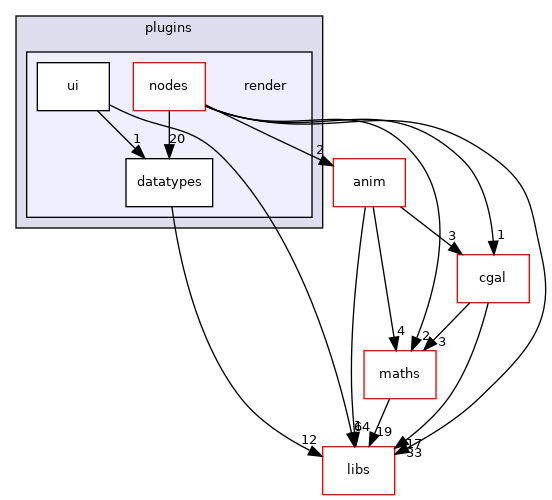 plugins
ui
nodes
render
1
20
2
datatypes
anim
3
1
cgal
4
2
3
maths
64
19
12
17
33
libs